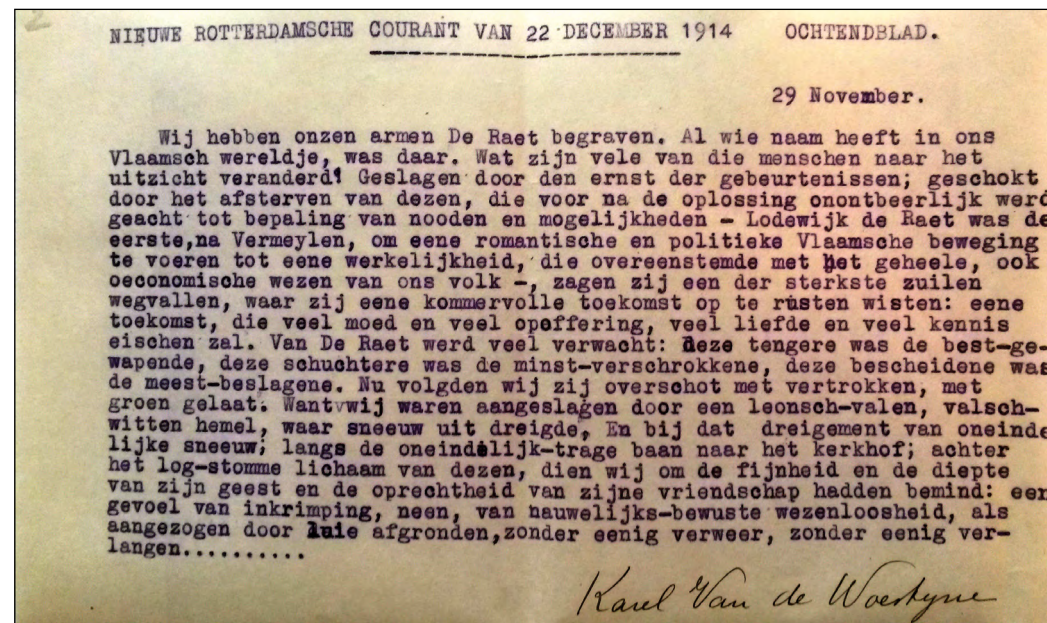 2
NIEUWE ROTTERDAMSCHE COURANT VAN 22 DECEMBER 1914 OCHTENDBLAD.
29 November.
Wij hebben onzen armen De Raet begraven. Al wie naam heeft in ons
Vlaamsch wereldje, was daar. Wat zijn vele van die menschen naar het
uitzicht veranderd! Geslagen door den ernst der gebeurtenissen; geschokt
door het afsterven van dezen, die voor na de oplossing onontbeerlijk werd
geacht tot bepaling van nooden en mogelijkheden - Lodewijk de Raet was de
eerste,na Vermeylen, om eene romantische en politieke Vlaamsche beweging
te voeren tot eene werkelijkheid, die overeenstemde met het geheele, ook
oeconomische wezen van ons volk -, zagen zij een der sterkste zuilen
wegvallen, waar zij eene kommervolle toekomst op te rusten wisten: eene
toekomst, die veel moed en veel opoffering, veel liefde en veel kennis
eischen zal. Van De Raet werd veel verwacht: deze tengere was de best-ge-
wapende, deze schuchtere was de minst-verschrokkene, deze bescheidene was
de meest-beslagene. Nu volgden wij zij overschot met vertrokken, met
groen gelaat. Want wij waren aangeslagen door een leonsch-valen, valsch-
witten hemel, waar sneeuw uit dreigde, En bij dat dreigement van oneinde
lijke sneeuw; langs de oneindelijk-trage baan naar het kerkhof; achter
het log-stomme lichaam van dezen, dien wij om de fijnheid en de diepte
van zijn geest en de oprechtheid van zijne vriendschap hadden bemind: een
gevoel van inkrimping, neen, van nauwelijks-bewuste wezenloosheid, als
aangezogen door luie afgronden,zonder eenig verweer, zonder eenig ver-
langen..........
Karel Van de Woestyne